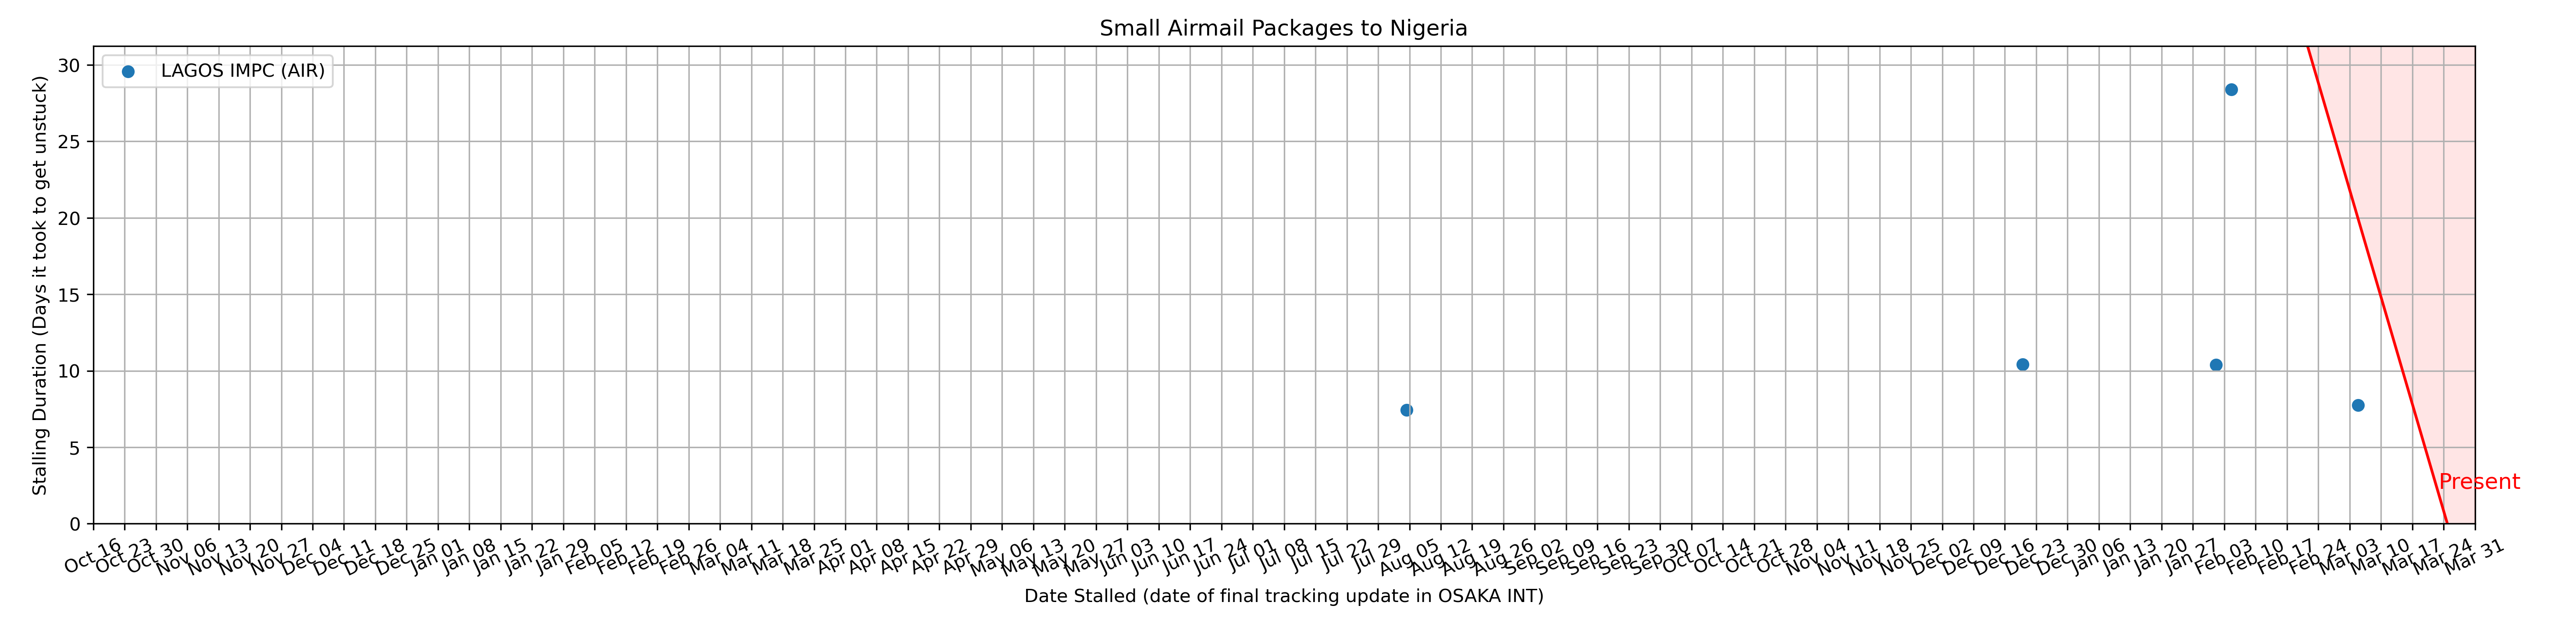 Small Airmail Packages to Nigeria
LAGOS IMPC (AIR)
Stalling Duration (Days it took to get unstuck)
30
25
20
15
10
5
0
Present
Oct 16 Oct 23 Oct 30 Nov 06 Nov 13 Nov 20 Nov 27 Dec 04 Dec 11 Dec 18 Dec 25 Jan 01 Jan 08 Jan 15 Jan 22 Jan 29 Feb 05 Feb 12 Feb 19 Feb 26 Mar 04 Mar 11 Mar 18 Mar 25 Apr 01 Apr 08 Apr 15 Apr 22 Apr 29 May 06 May 13 May 20 May 27 Jun 03 Jun 10 Jun 17 Jun 24 Jul 01 Jul 08 Jul 15 Jul 22 Jul 29 Aug 05 Aug 12 Aug 19 Aug 26 Sep 02 Sep 09 Sep 16 Sep 23 Sep 30 Oct 07 Oct 14 Oct 21 Oct 28 Nov 04 Nov 11 Nov 18 Nov 25 Dec 02 Dec 09 Dec 16 Dec 23 Dec 30 Jan 06 Jan 13 Jan 20 Jan 27 Feb 03 Feb 10 Feb 17 Feb 24 Mar 03 Mar 10 Mar 17 Mar 24 Mar 31
Date Stalled (date of final tracking update in OSAKA INT)